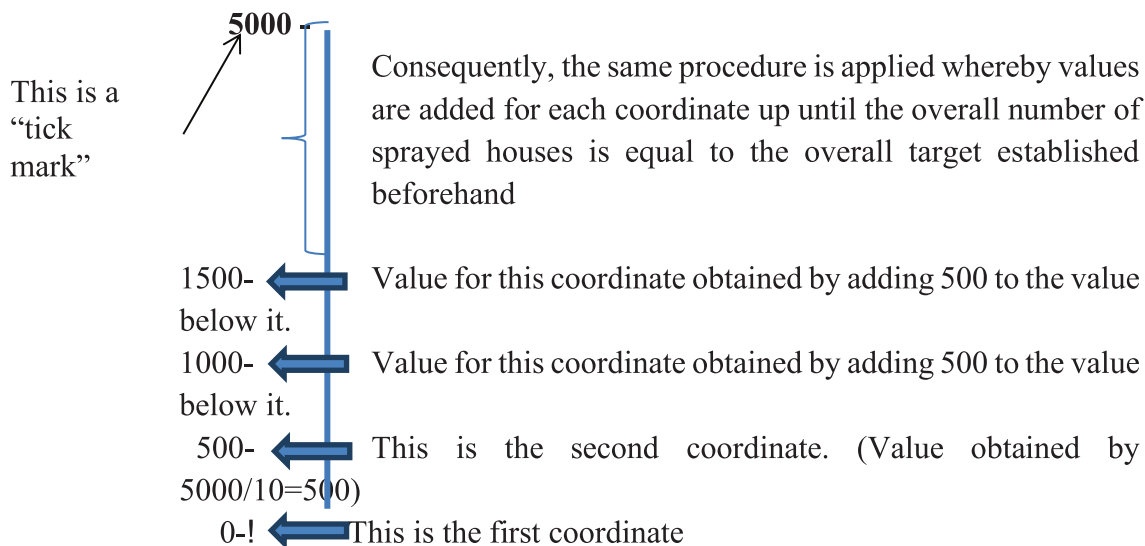 5000 -
This is a
“tick
mark”
Consequently, the same procedure is applied whereby values
are added for each coordinate up until the overall number of
sprayed houses is equal to the overall target established
beforehand
1500- Value for this coordinate obtained by adding 500 to the value
below it.
1000- Value for this coordinate obtained by adding 500 to the value
below it.
500- This is the second coordinate. (Value obtained by
5000/10=500)
0-! This is the first coordinate